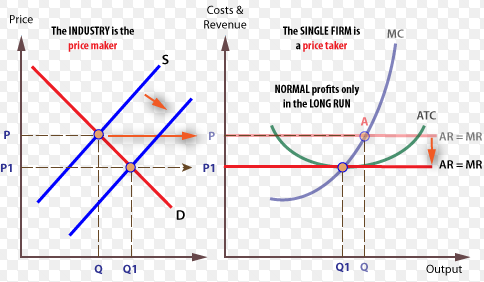 Price
The INDUSTRY is the
price maker
S
P
P1
D
Q
Q1
Costs &
Revenue
The SINGLE FIRM is
a price taker
MC
NORMAL profits only
in the LONG RUN
A
ATC
P
AR = MR
P1
AR = MR
Q1
Q
Output